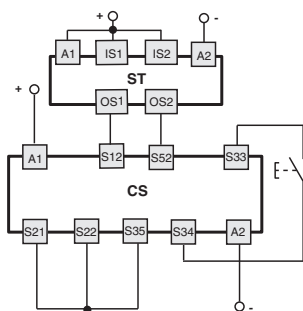 + -
A1 IS1 IS2 A2
ST
OS1 OS2
+
A1 S12 S52 S33
CS
S21 S22 S35 S34 A2
-